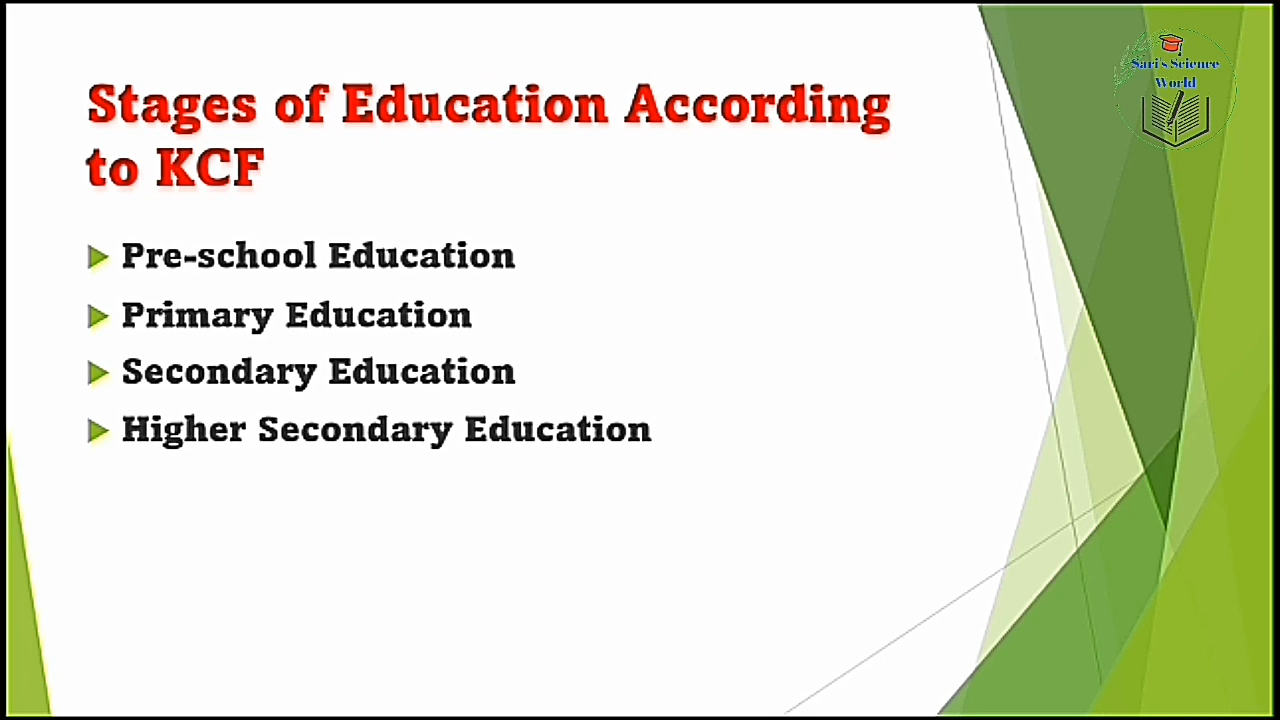 Stages of Education According
to KCF
Pre-school Education
Primary Education
Secondary Education
Higher Secondary Education
Sari's Science
World